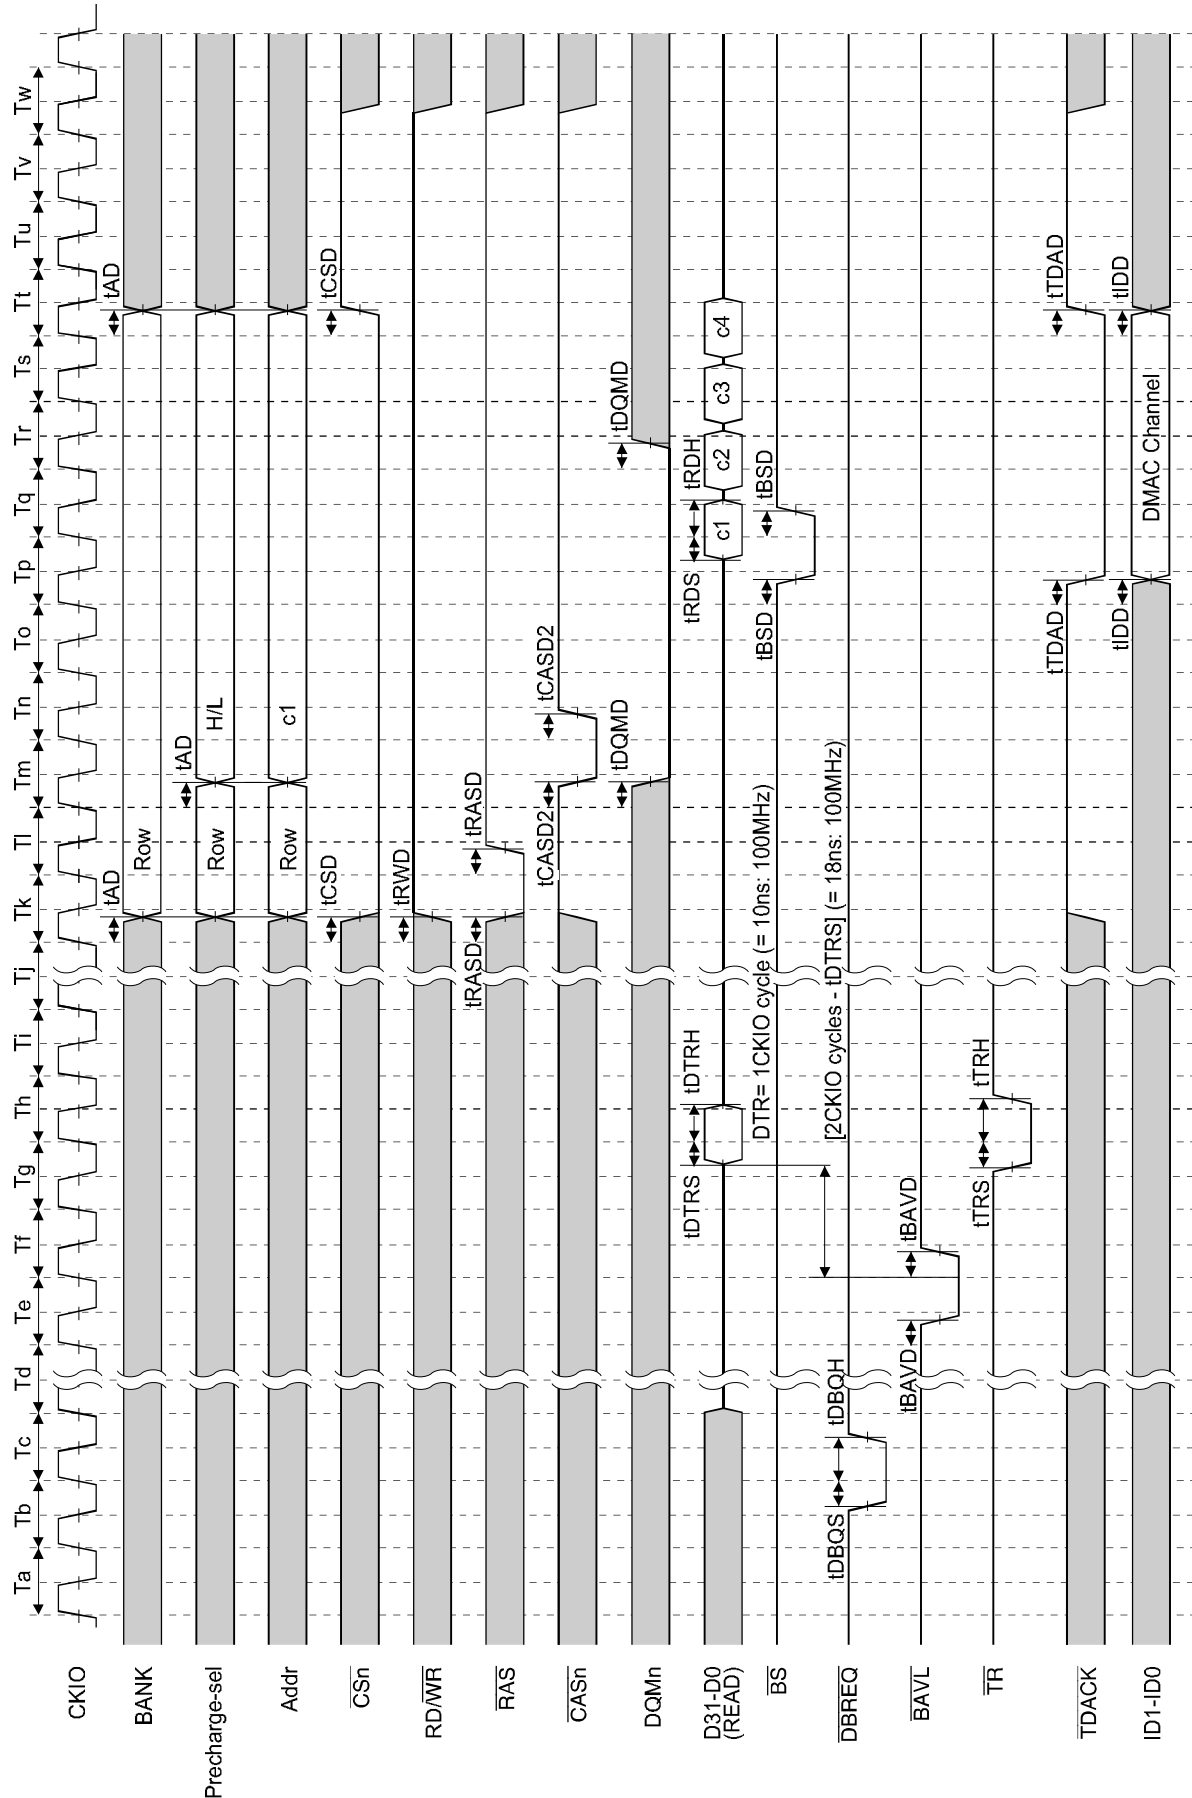 Ta Tb Tc Td Te Tf Tg Th Ti Tj Tk Tl Tm Tn To Tp Tq Tr Ts Tt Tu Tv Tw
CKIO
tAD tAD
BANK Row
tAD
Precharge-sel Row H/L
Addr Row c1
tCSD tCSD
CSn
tRWD
RD/WR
tRASD tRASD
RAS
tCASD2 tCASD2
CASn
tDQMD tDQMD
DQMn
tDTRS tDTRH tRDS tRDH
D31-D0
(READ)
c1 c2 c3 c4
DTR= 1CKIO cycle (= 10ns: 100MHz)
tBSD tBSD
BS
[2CKIO cycles - tDTRS] (= 18ns: 100MHz)
tDBQS tDBQH
DBREQ
tBAVD tBAVD
BAVL
tTRS tTRH
TR
tTDAD tTDAD
TDACK
tIDD tIDD
ID1-ID0 DMAC Channel